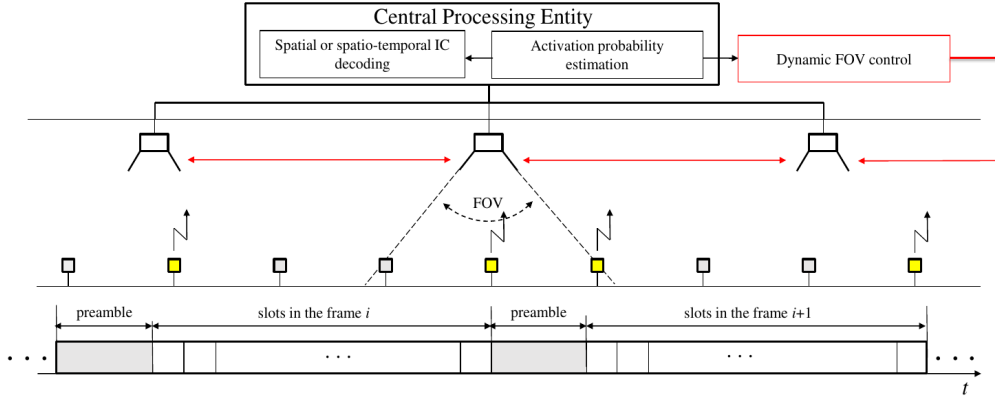 Central Processing Entity
Spatial or spatio-temporal IC
decoding
Activation probability
estimation
Dynamic FOV control
FOV
preamble
slots in the frame i
preamble
slots in the frame i+1
· · ·
· · ·
· · ·
· · ·
t